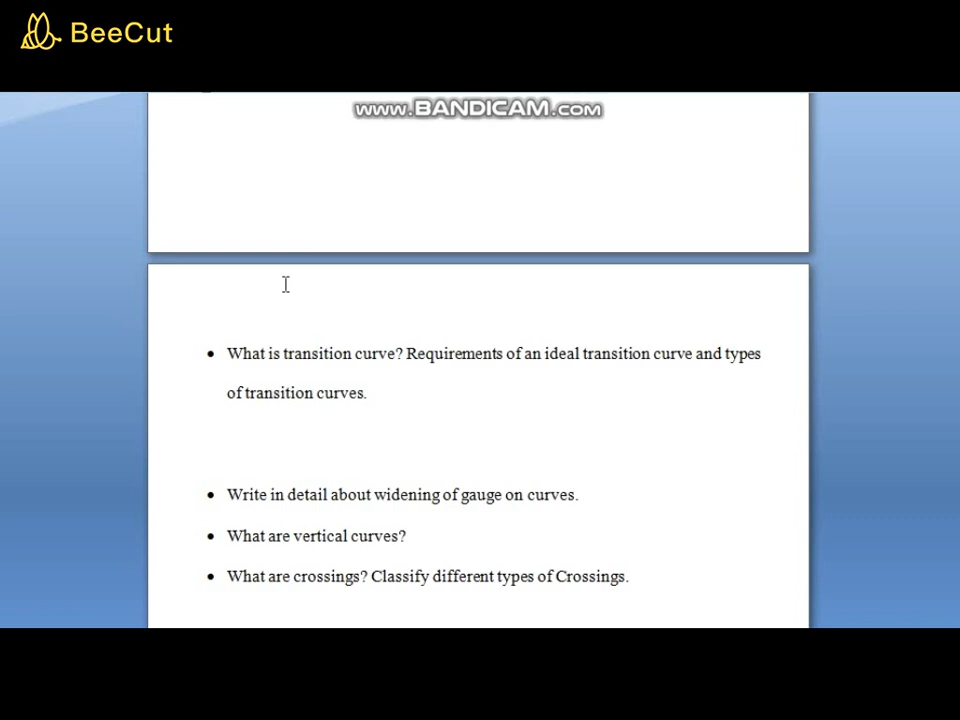 BeeCut
www.BANDICAM.com
• What is transition curve? Requirements of an ideal transition curve and types
of transition curves.
• Write in detail about widening of gauge on curves.
• What are vertical curves?
• What are crossings? Classify different types of Crossings.